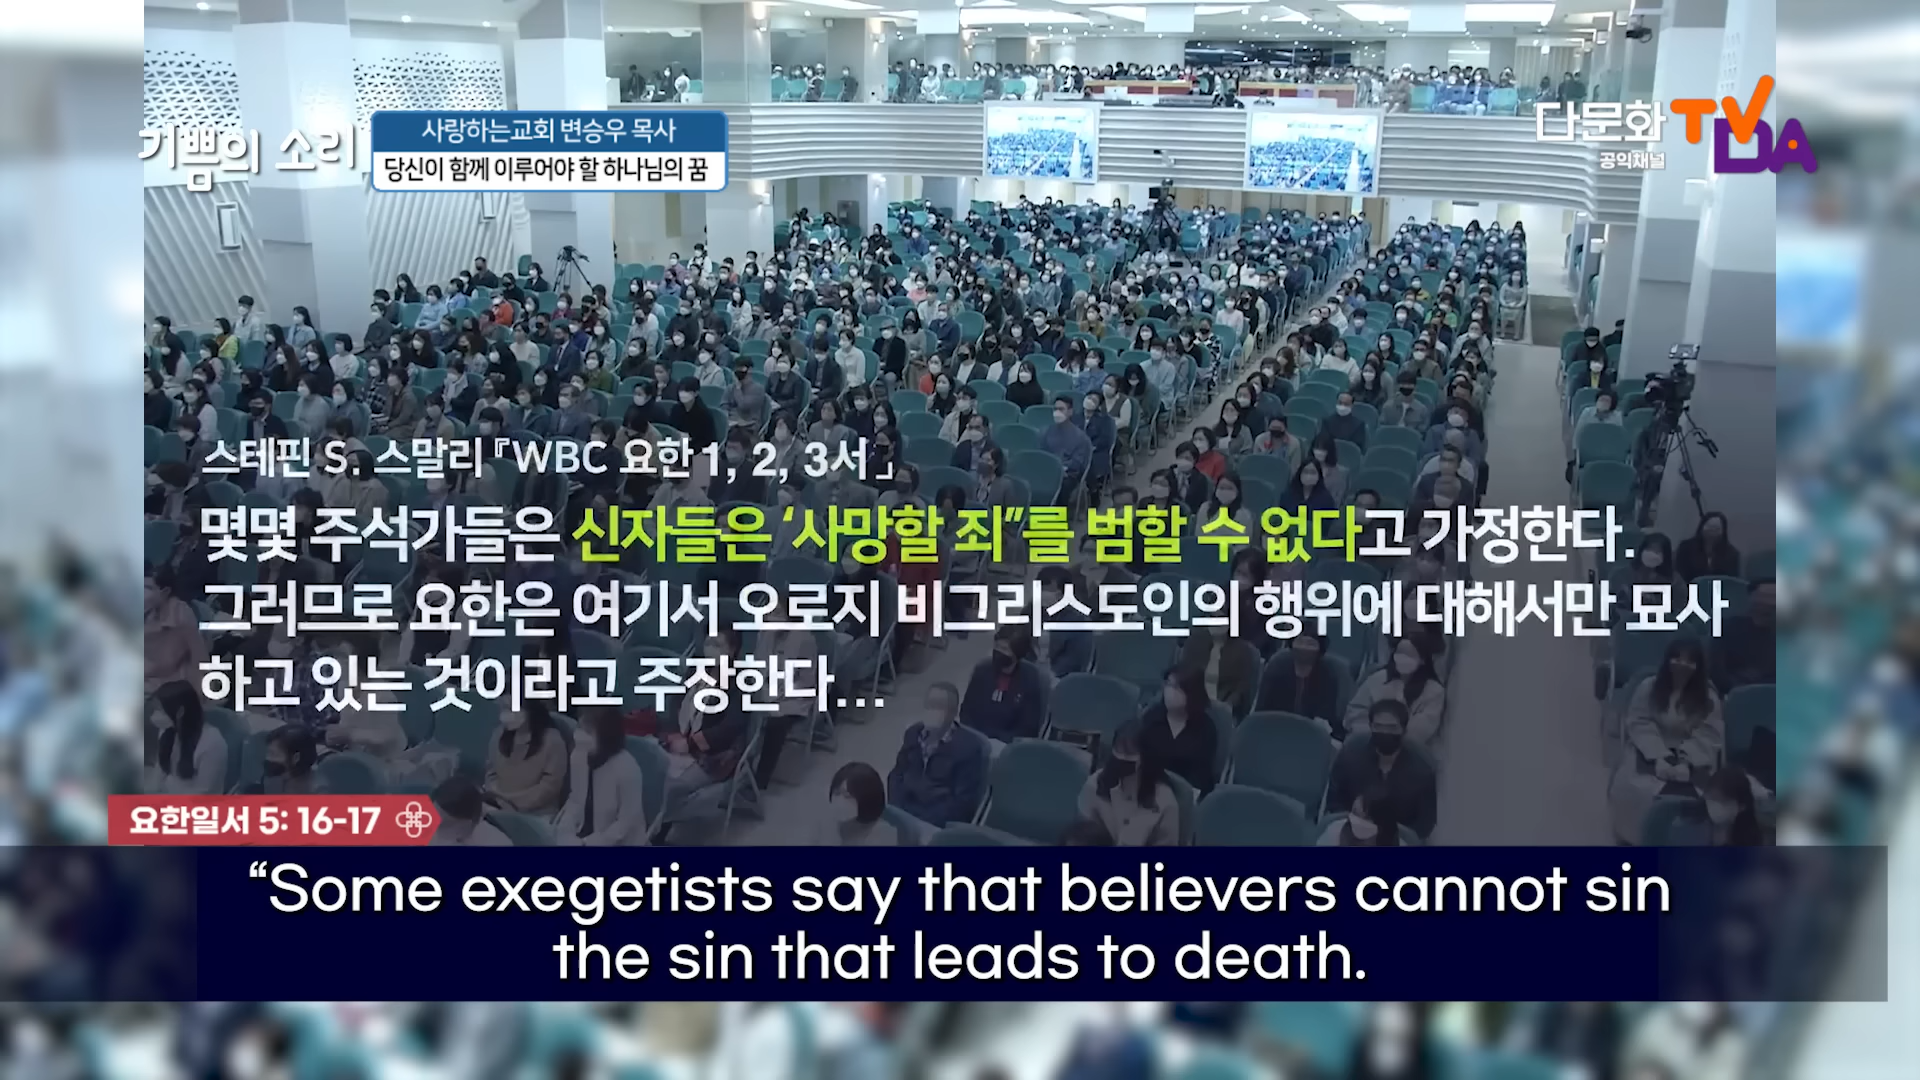 기쁨의 소리
사랑하는교회 변승우 목사
당신이 함께 이루어야 할 하나님의 꿈
다문화 TV DA
공익채널
스테핀 S. 스말리 『WBC 요한 1, 2, 3서』
몇몇 주석가들은 신자들은 ‘사망할 죄”를 범할 수 없다고 가정한다.
그러므로 요한은 여기서 오로지 비그리스도인의 행위에 대해서만 묘사
하고 있는 것이라고 주장한다...
요한일서 5: 16-17
“Some exegetists say that believers cannot sin
the sin that leads to death.